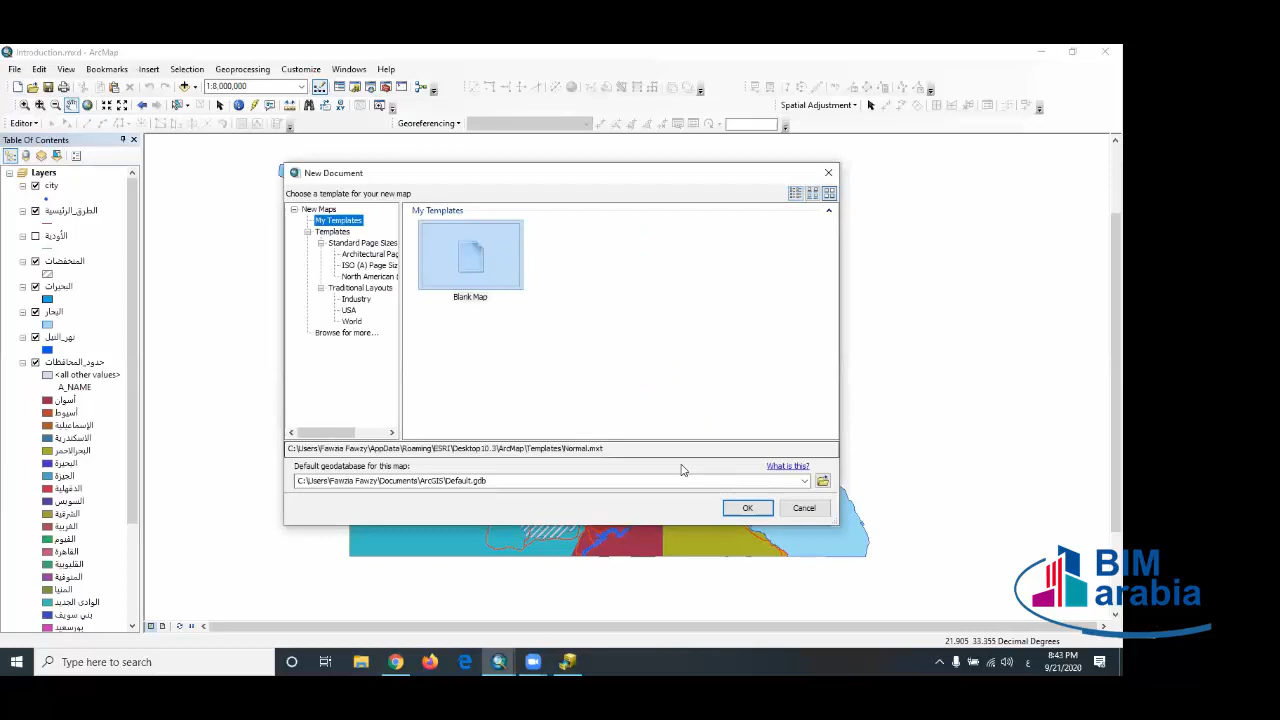 Introduction.mxd - ArcMap
File Edit View Bookmarks Insert Selection Geoprocessing Customize Windows Help
1:8,000,000
Spatial Adjustment
Editor
Georeferencing
Table Of Contents
Layers
city
الطرق_الرئيسية
الأودية
المنخفضات
البحيرات
البحار
نهر_النيل
حدود_المحافظات
<all other values>
A_NAME
أسوان
أسيوط
الإسماعيلية
الاسكندرية
البحرالاحمر
البحيرة
الجيزة
الدقهلية
السويس
الشرقية
الغربية
الفيوم
القاهرة
القليوبية
المنوفية
المنيا
الوادى الجديد
بني سويف
بورسعيد
New Document
Choose a template for your new map
New Maps
My Templates
Templates
Standard Page Sizes
Architectural Pag
ISO (A) Page Siz
North American (
Traditional Layouts
Industry
USA
World
Browse for more...
My Templates
Blank Map
C:\Users\Fawzia Fawzy\AppData\Roaming\ESRI\Desktop10.3\ArcMap\Templates\Normal.mxt
Default geodatabase for this map:
What is this?
C:\Users\Fawzia Fawzy\Documents\ArcGIS\Default.gdb
OK Cancel
BIM
arabia
21.905 33.355 Decimal Degrees
Type here to search
ع
8:43 PM
9/21/2020